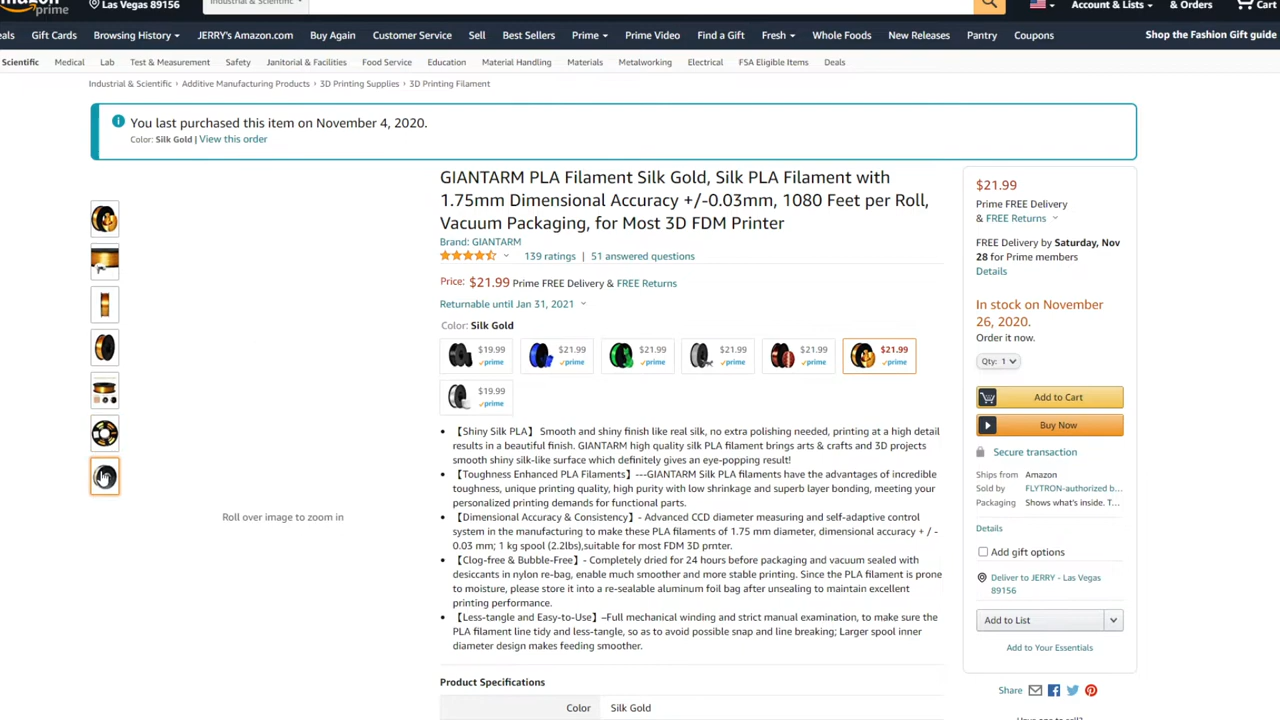 prime
Las Vegas 89156
Industrial & Scientific
Account & Lists
& Orders
Cart
Gift Cards
Browsing History
JERRY's Amazon.com
Buy Again
Customer Service
Sell
Best Sellers
Prime
Prime Video
Find a Gift
Fresh
Whole Foods
New Releases
Pantry
Coupons
Shop the Fashion Gift guide
Scientific
Medical
Lab
Test & Measurement
Safety
Janitorial & Facilities
Food Service
Education
Material Handling
Materials
Metalworking
Electrical
FSA Eligible Items
Deals
Industrial & Scientific › Additive Manufacturing Products › 3D Printing Supplies › 3D Printing Filament
You last purchased this item on November 4, 2020.
Color: Silk Gold | View this order
GIANTARM PLA Filament Silk Gold, Silk PLA Filament with
1.75mm Dimensional Accuracy +/-0.03mm, 1080 Feet per Roll,
Vacuum Packaging, for Most 3D FDM Printer
Brand: GIANTARM
139 ratings | 51 answered questions
Price: $21.99 Prime FREE Delivery & FREE Returns
Returnable until Jan 31, 2021
Color: Silk Gold
$19.99
prime
$21.99
prime
$21.99
prime
$21.99
prime
$21.99
prime
$21.99
prime
$19.99
prime
• 【Shiny Silk PLA】 Smooth and shiny finish like real silk, no extra polishing needed, printing at a high detail
results in a beautiful finish. GIANTARM high quality silk PLA filament brings arts & crafts and 3D projects
smooth shiny silk-like surface which definitely gives an eye-popping result!
• 【Toughness Enhanced PLA Filaments】---GIANTARM Silk PLA filaments have the advantages of incredible
toughness, unique printing quality, high purity with low shrinkage and superb layer bonding, meeting your
personalized printing demands for functional parts.
• 【Dimensional Accuracy & Consistency】- Advanced CCD diameter measuring and self-adaptive control
system in the manufacturing to make these PLA filaments of 1.75 mm diameter, dimensional accuracy + / -
0.03 mm; 1 kg spool (2.2lbs),suitable for most FDM 3D prnter.
• 【Clog-free & Bubble-Free】- Completely dried for 24 hours before packaging and vacuum sealed with
desiccants in nylon re-bag, enable much smoother and more stable printing. Since the PLA filament is prone
to moisture, please store it into a re-sealable aluminum foil bag after unsealing to maintain excellent
printing performance.
• 【Less-tangle and Easy-to-Use】–Full mechanical winding and strict manual examination, to make sure the
PLA filament line tidy and less-tangle, so as to avoid possible snap and line breaking; Larger spool inner
diameter design makes feeding smoother.
Roll over image to zoom in
Product Specifications
Color Silk Gold
$21.99
Prime FREE Delivery
& FREE Returns
FREE Delivery by Saturday, Nov
28 for Prime members
Details
In stock on November
26, 2020.
Order it now.
Qty: 1
Add to Cart
Buy Now
Secure transaction
Ships from Amazon
Sold by FLYTRON-authorized b...
Packaging Shows what's inside. T...
Details
Add gift options
Deliver to JERRY - Las Vegas
89156
Add to List
Add to Your Essentials
Share